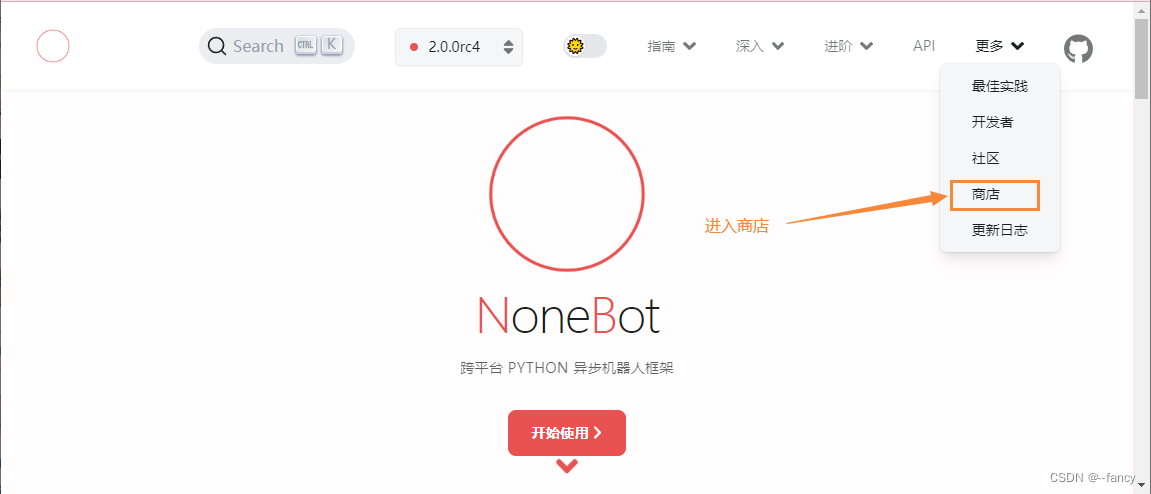 Search CTRL K 2.0.0rc4 指南 深入 进阶 API 更多
最佳实践
开发者
社区
商店
更新日志
进入商店
NoneBot
跨平台 PYTHON 异步机器人框架
开始使用
CSDN @--fancy